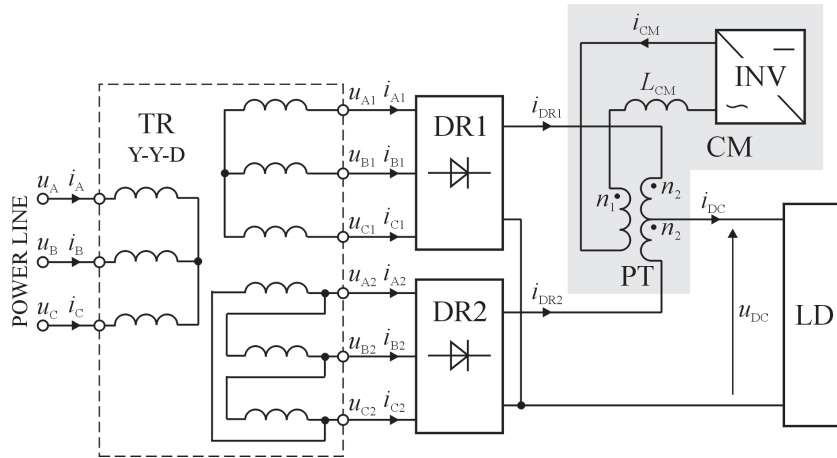 i_CM
INV
L_CM
CM
u_A1 i_A1
DR1
i_DR1
TR
Y-Y-D
u_B1 i_B1
n_1
n_2
u_A i_A
i_DC
u_C1 i_C1
n_2
POWER LINE
u_B i_B
PT
u_A2 i_A2
DR2
i_DR2
u_C i_C
u_DC
LD
u_B2 i_B2
u_C2 i_C2